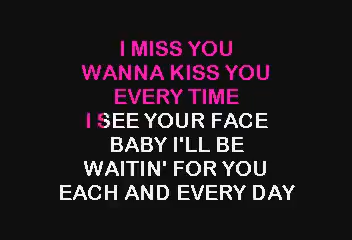 I MISS YOU
WANNA KISS YOU
EVERY TIME
I SEE YOUR FACE
BABY I'LL BE
WAITIN' FOR YOU
EACH AND EVERY DAY